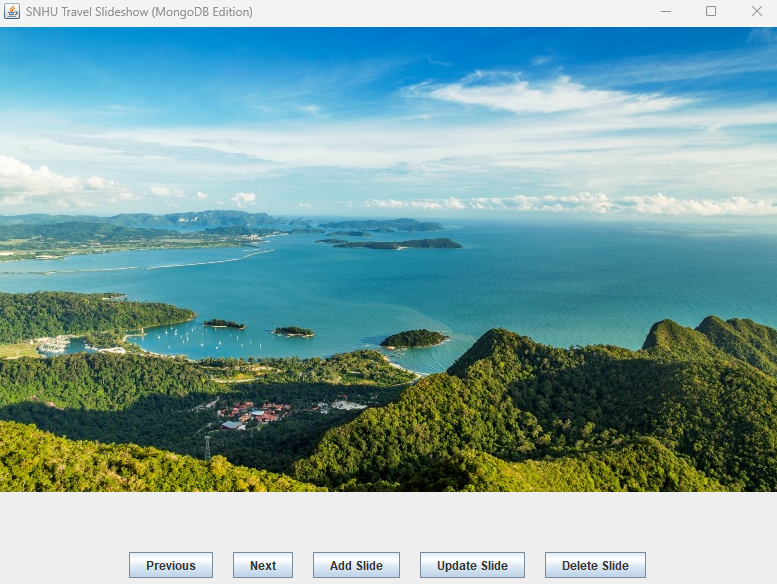 SNHU Travel Slideshow (MongoDB Edition)
Previous Next Add Slide Update Slide Delete Slide